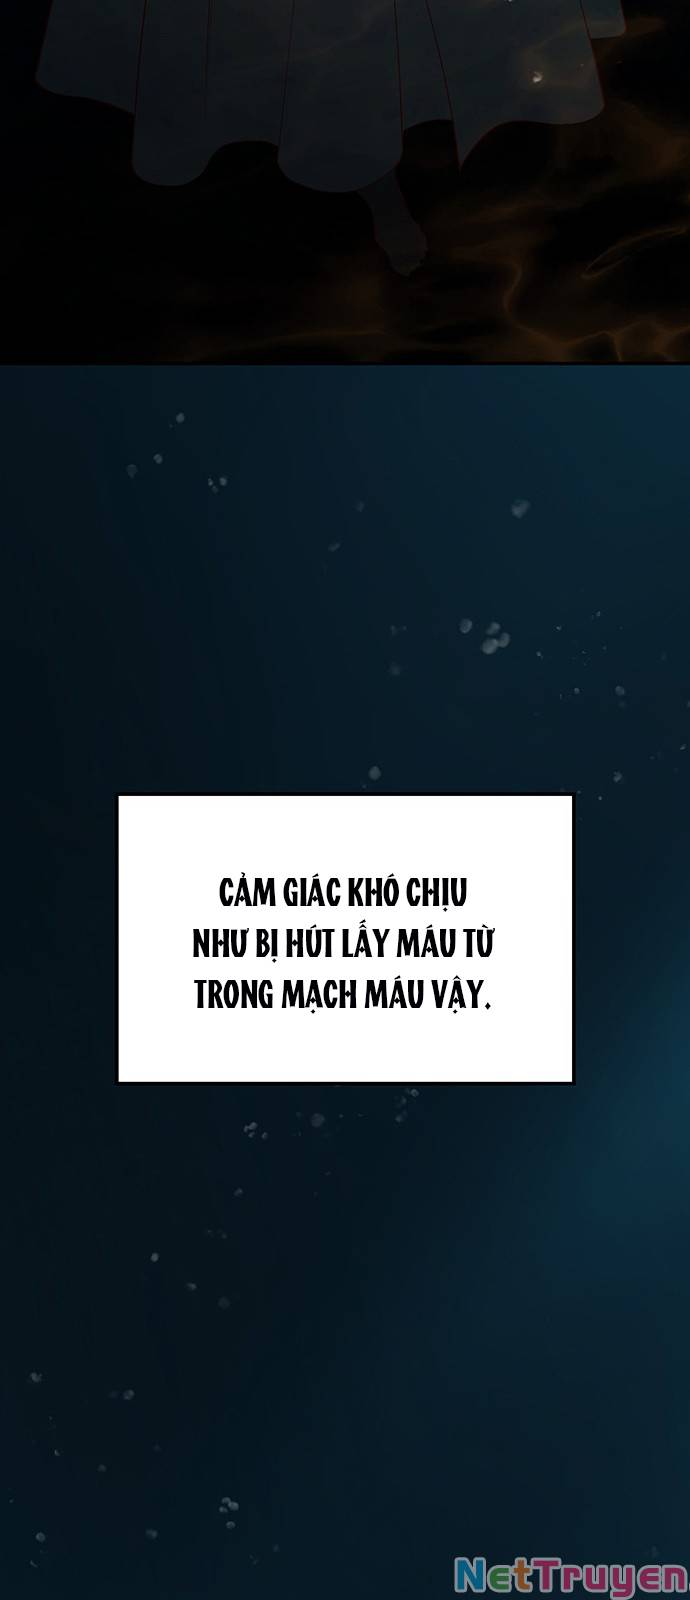 CẢM GIÁC KHÓ CHỊU
NHƯ BỊ HÚT LẤY MÁU TỪ
TRONG MẠCH MÁU VẬY.
NetTruyen